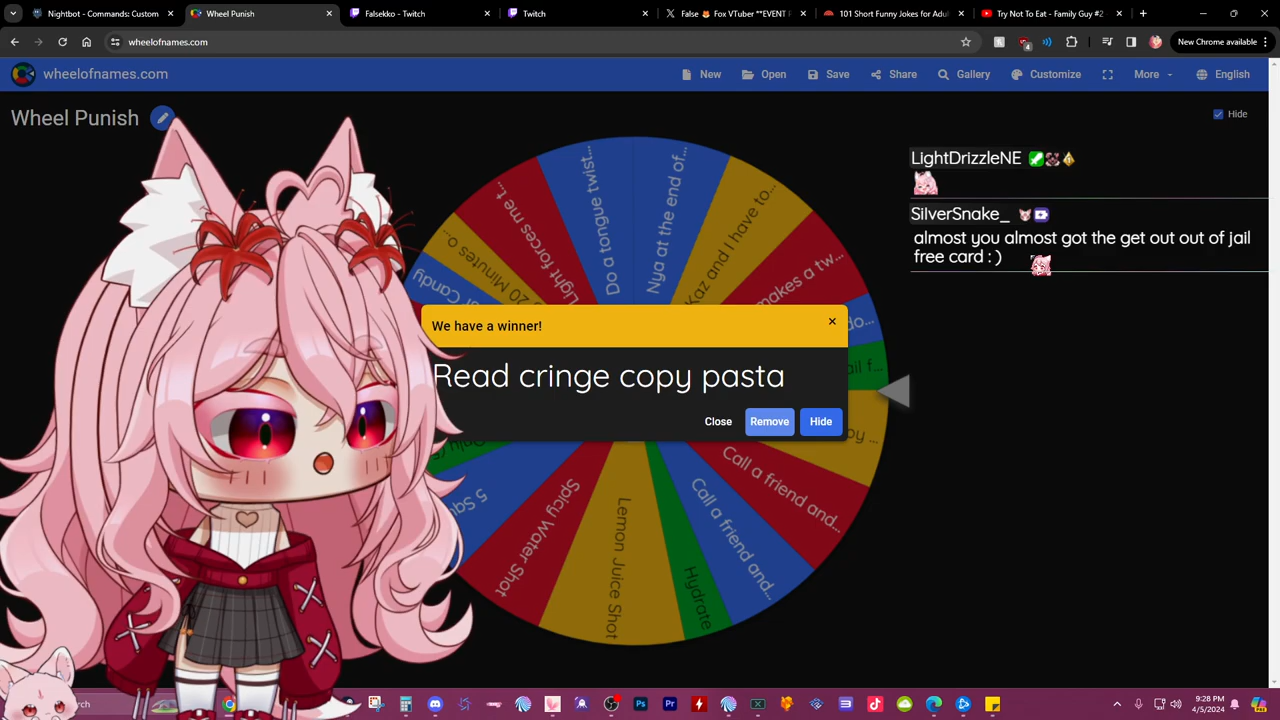 Nightbot - Commands: Custom
Wheel Punish
Falsekko - Twitch
Twitch
False 🦊 Fox VTuber **EVENT F
101 Short Funny Jokes for Adul
Try Not To Eat - Family Guy #2
wheelofnames.com
New Chrome available
wheelofnames.com
New
Open
Save
Share
Gallery
Customize
More
English
Wheel Punish
Hide
LightDrizzleNE
SilverSnake_
almost you almost got the get out out of jail
free card : )
Light forces me t...
Do a tongue twist...
Nya at the end of...
Kaz and I have to...
makes a tw...
do...
ail f...
20 Minutes o...
Candy
We have a winner!
Read cringe copy pasta
Close
Remove
Hide
py ...
Call a friend and...
Call a friend and...
Hydrate
Lemon Juice Shot
Spicy Water Shot
5 Squ
9:28 PM
4/5/2024